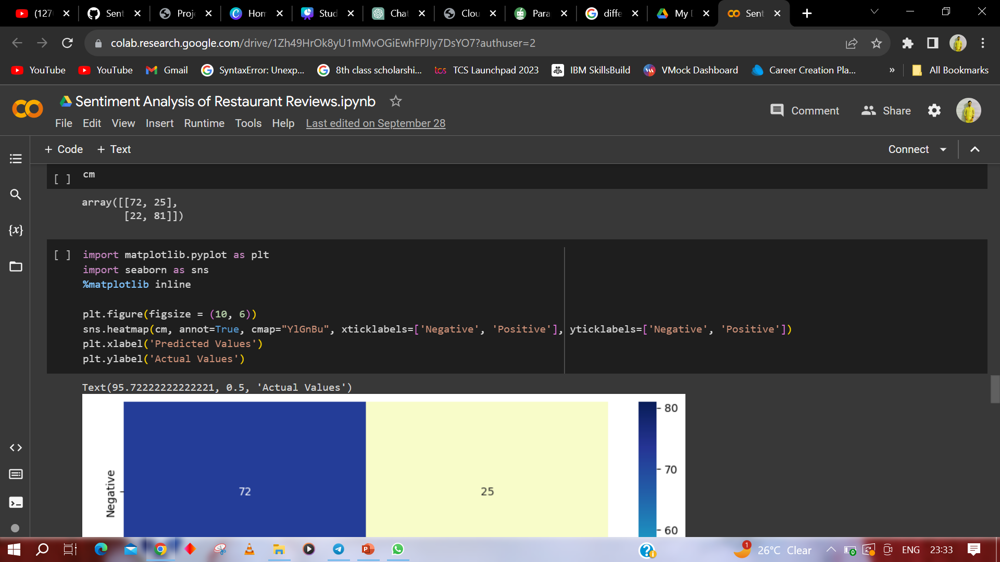 (127 Sent Proj Hom Stud Chat Clou Para diffe My D Sent
colab.research.google.com/drive/1Zh49HrOk8yU1mMvOGiEwhFPJIy7DsYO7?authuser=2
YouTube YouTube Gmail SyntaxError: Unexp... 8th class scholarshi... tcs TCS Launchpad 2023 IBM SkillsBuild VMock Dashboard Career Creation Pla... » All Bookmarks
Sentiment Analysis of Restaurant Reviews.ipynb
Comment Share
File Edit View Insert Runtime Tools Help Last edited on September 28
+ Code + Text Connect
[ ] cm
array([[72, 25],
[22, 81]])
{x}
[ ] import matplotlib.pyplot as plt
import seaborn as sns
%matplotlib inline
plt.figure(figsize = (10, 6))
sns.heatmap(cm, annot=True, cmap="YlGnBu", xticklabels=['Negative', 'Positive'], yticklabels=['Negative', 'Positive'])
plt.xlabel('Predicted Values')
plt.ylabel('Actual Values')
Text(95.72222222222221, 0.5, 'Actual Values')
80
70
Negative
72 25
60
1 26°C Clear ENG 23:33